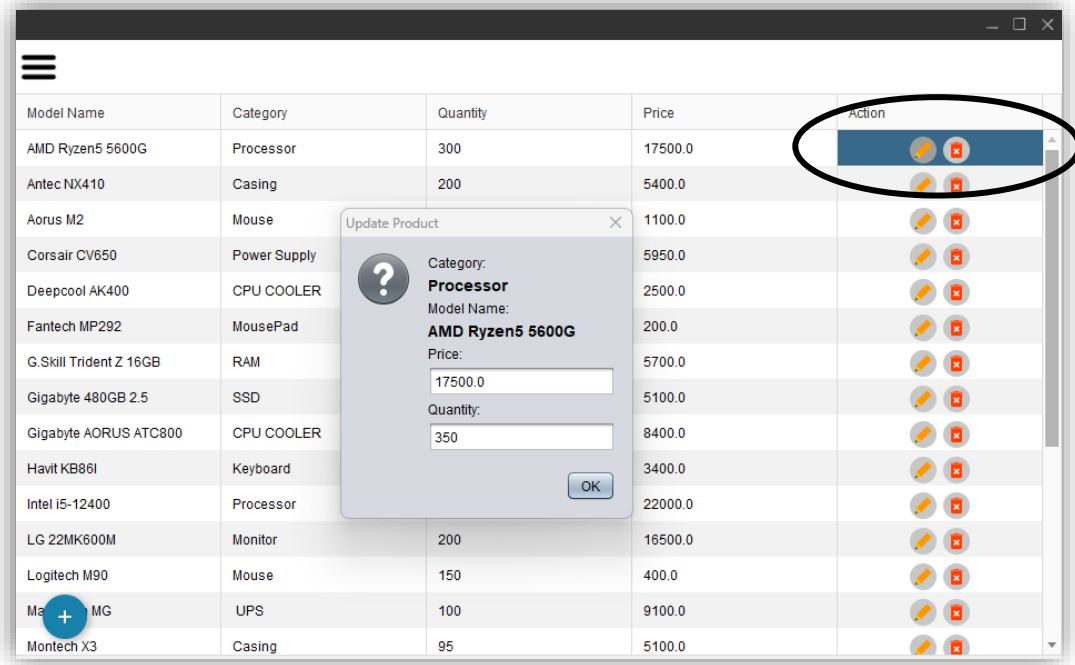 Model Name Category Quantity Price Action
AMD Ryzen5 5600G Processor 300 17500.0
Antec NX410 Casing 200 5400.0
Aorus M2 Mouse 1100.0
Corsair CV650 Power Supply 5950.0
Deepcool AK400 CPU COOLER 2500.0
Fantech MP292 MousePad 200.0
G.Skill Trident Z 16GB RAM 5700.0
Gigabyte 480GB 2.5 SSD 5100.0
Gigabyte AORUS ATC800 CPU COOLER 8400.0
Havit KB86I Keyboard 3400.0
Intel i5-12400 Processor 22000.0
LG 22MK600M Monitor 200 16500.0
Logitech M90 Mouse 150 400.0
MG UPS 100 9100.0
Montech X3 Casing 95 5100.0
Update Product
?
Category:
Processor
Model Name:
AMD Ryzen5 5600G
Price:
17500.0
Quantity:
350
OK
+